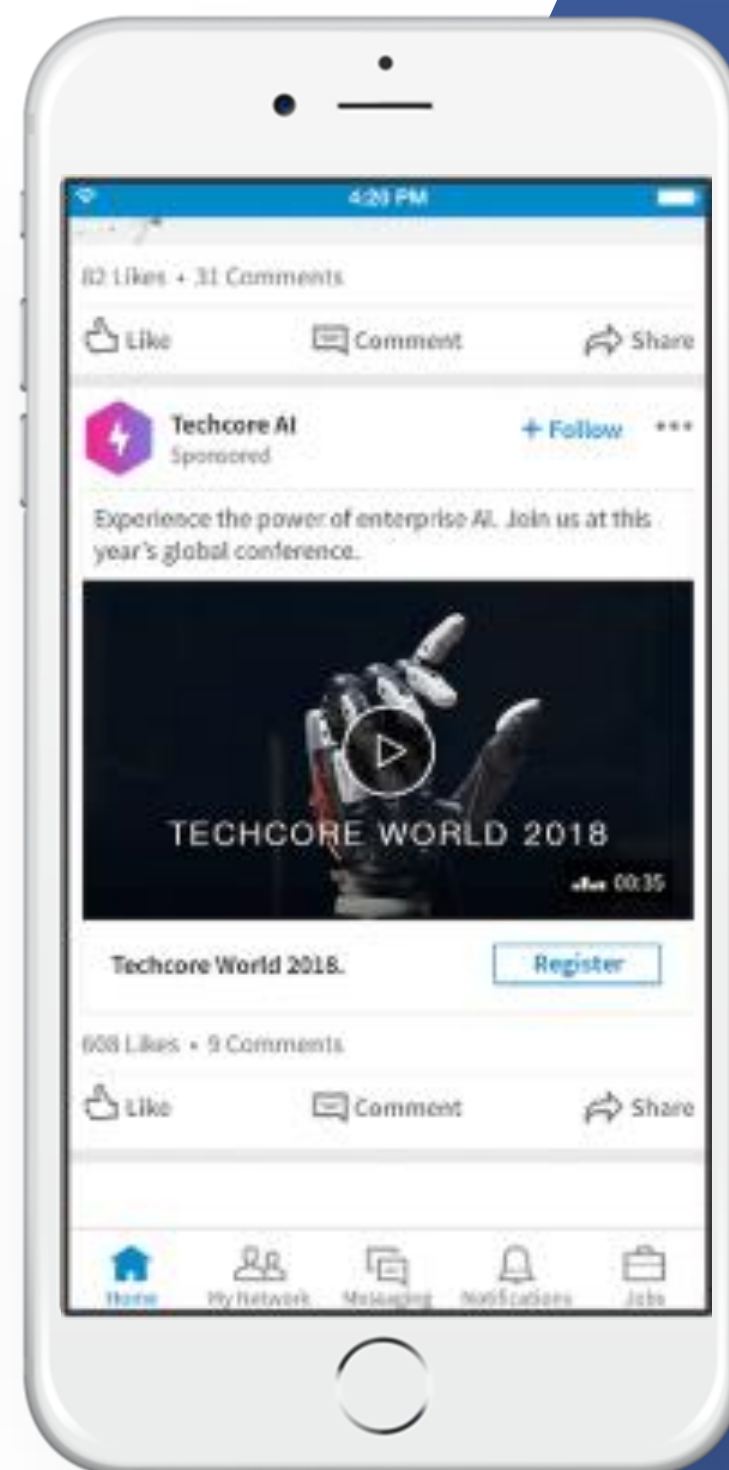 4:20 PM
82 Likes • 31 Comments
Like Comment Share
Techcore AI
Sponsored
+ Follow
Experience the power of enterprise AI. Join us at this
year's global conference.
TECHCORE WORLD 2018
00:35
Techcore World 2018.
Register
608 Likes • 9 Comments
Like Comment Share
Home My Network Messaging Notifications Jobs